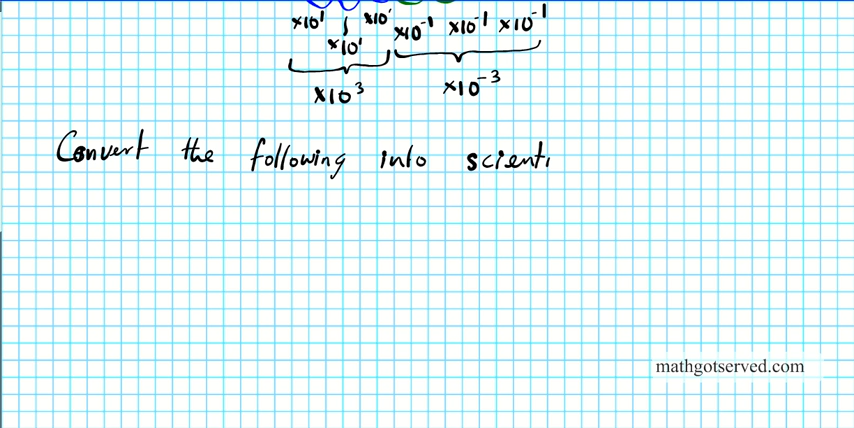 ×10¹ ×10¹ ×10⁻¹ ×10⁻¹ ×10⁻¹
×10¹
×10³ ×10⁻³
Convert the following into scienti
mathgotserved.com